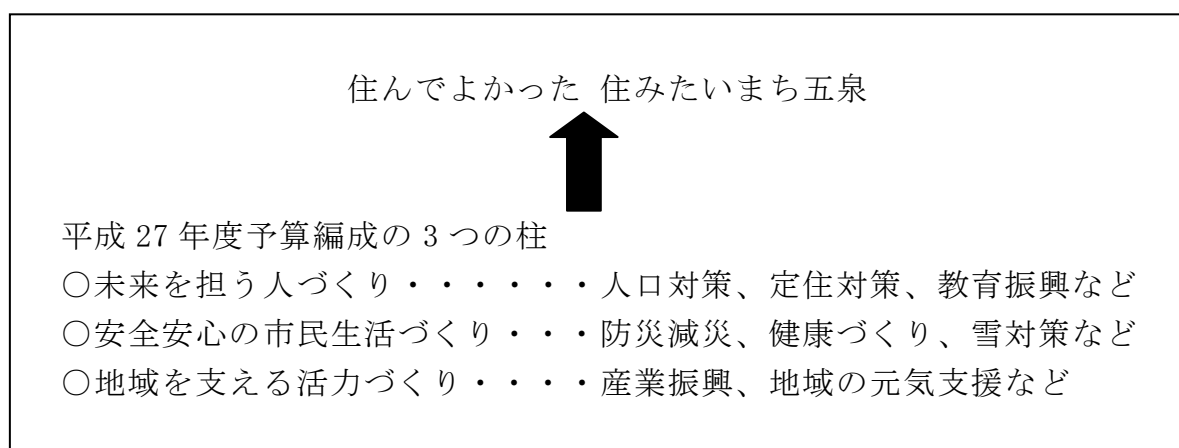 住んでよかった 住みたいまち五泉
平成 27 年度予算編成の 3 つの柱
○未来を担う人づくり・・・・・・人口対策、定住対策、教育振興など
○安全安心の市民生活づくり・・・防災減災、健康づくり、雪対策など
○地域を支える活力づくり・・・・産業振興、地域の元気支援など